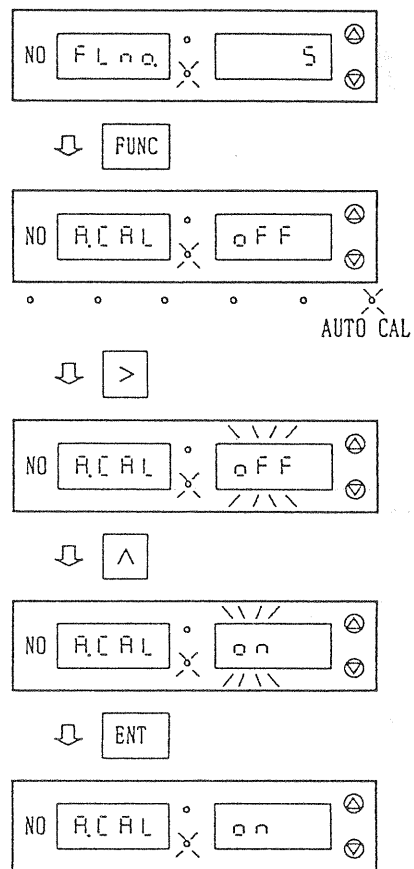 NO FLno. 5
FUNC
NO A.CAL oFF
AUTO CAL
>
NO A.CAL oFF
∧
NO A.CAL on
ENT
NO A.CAL on